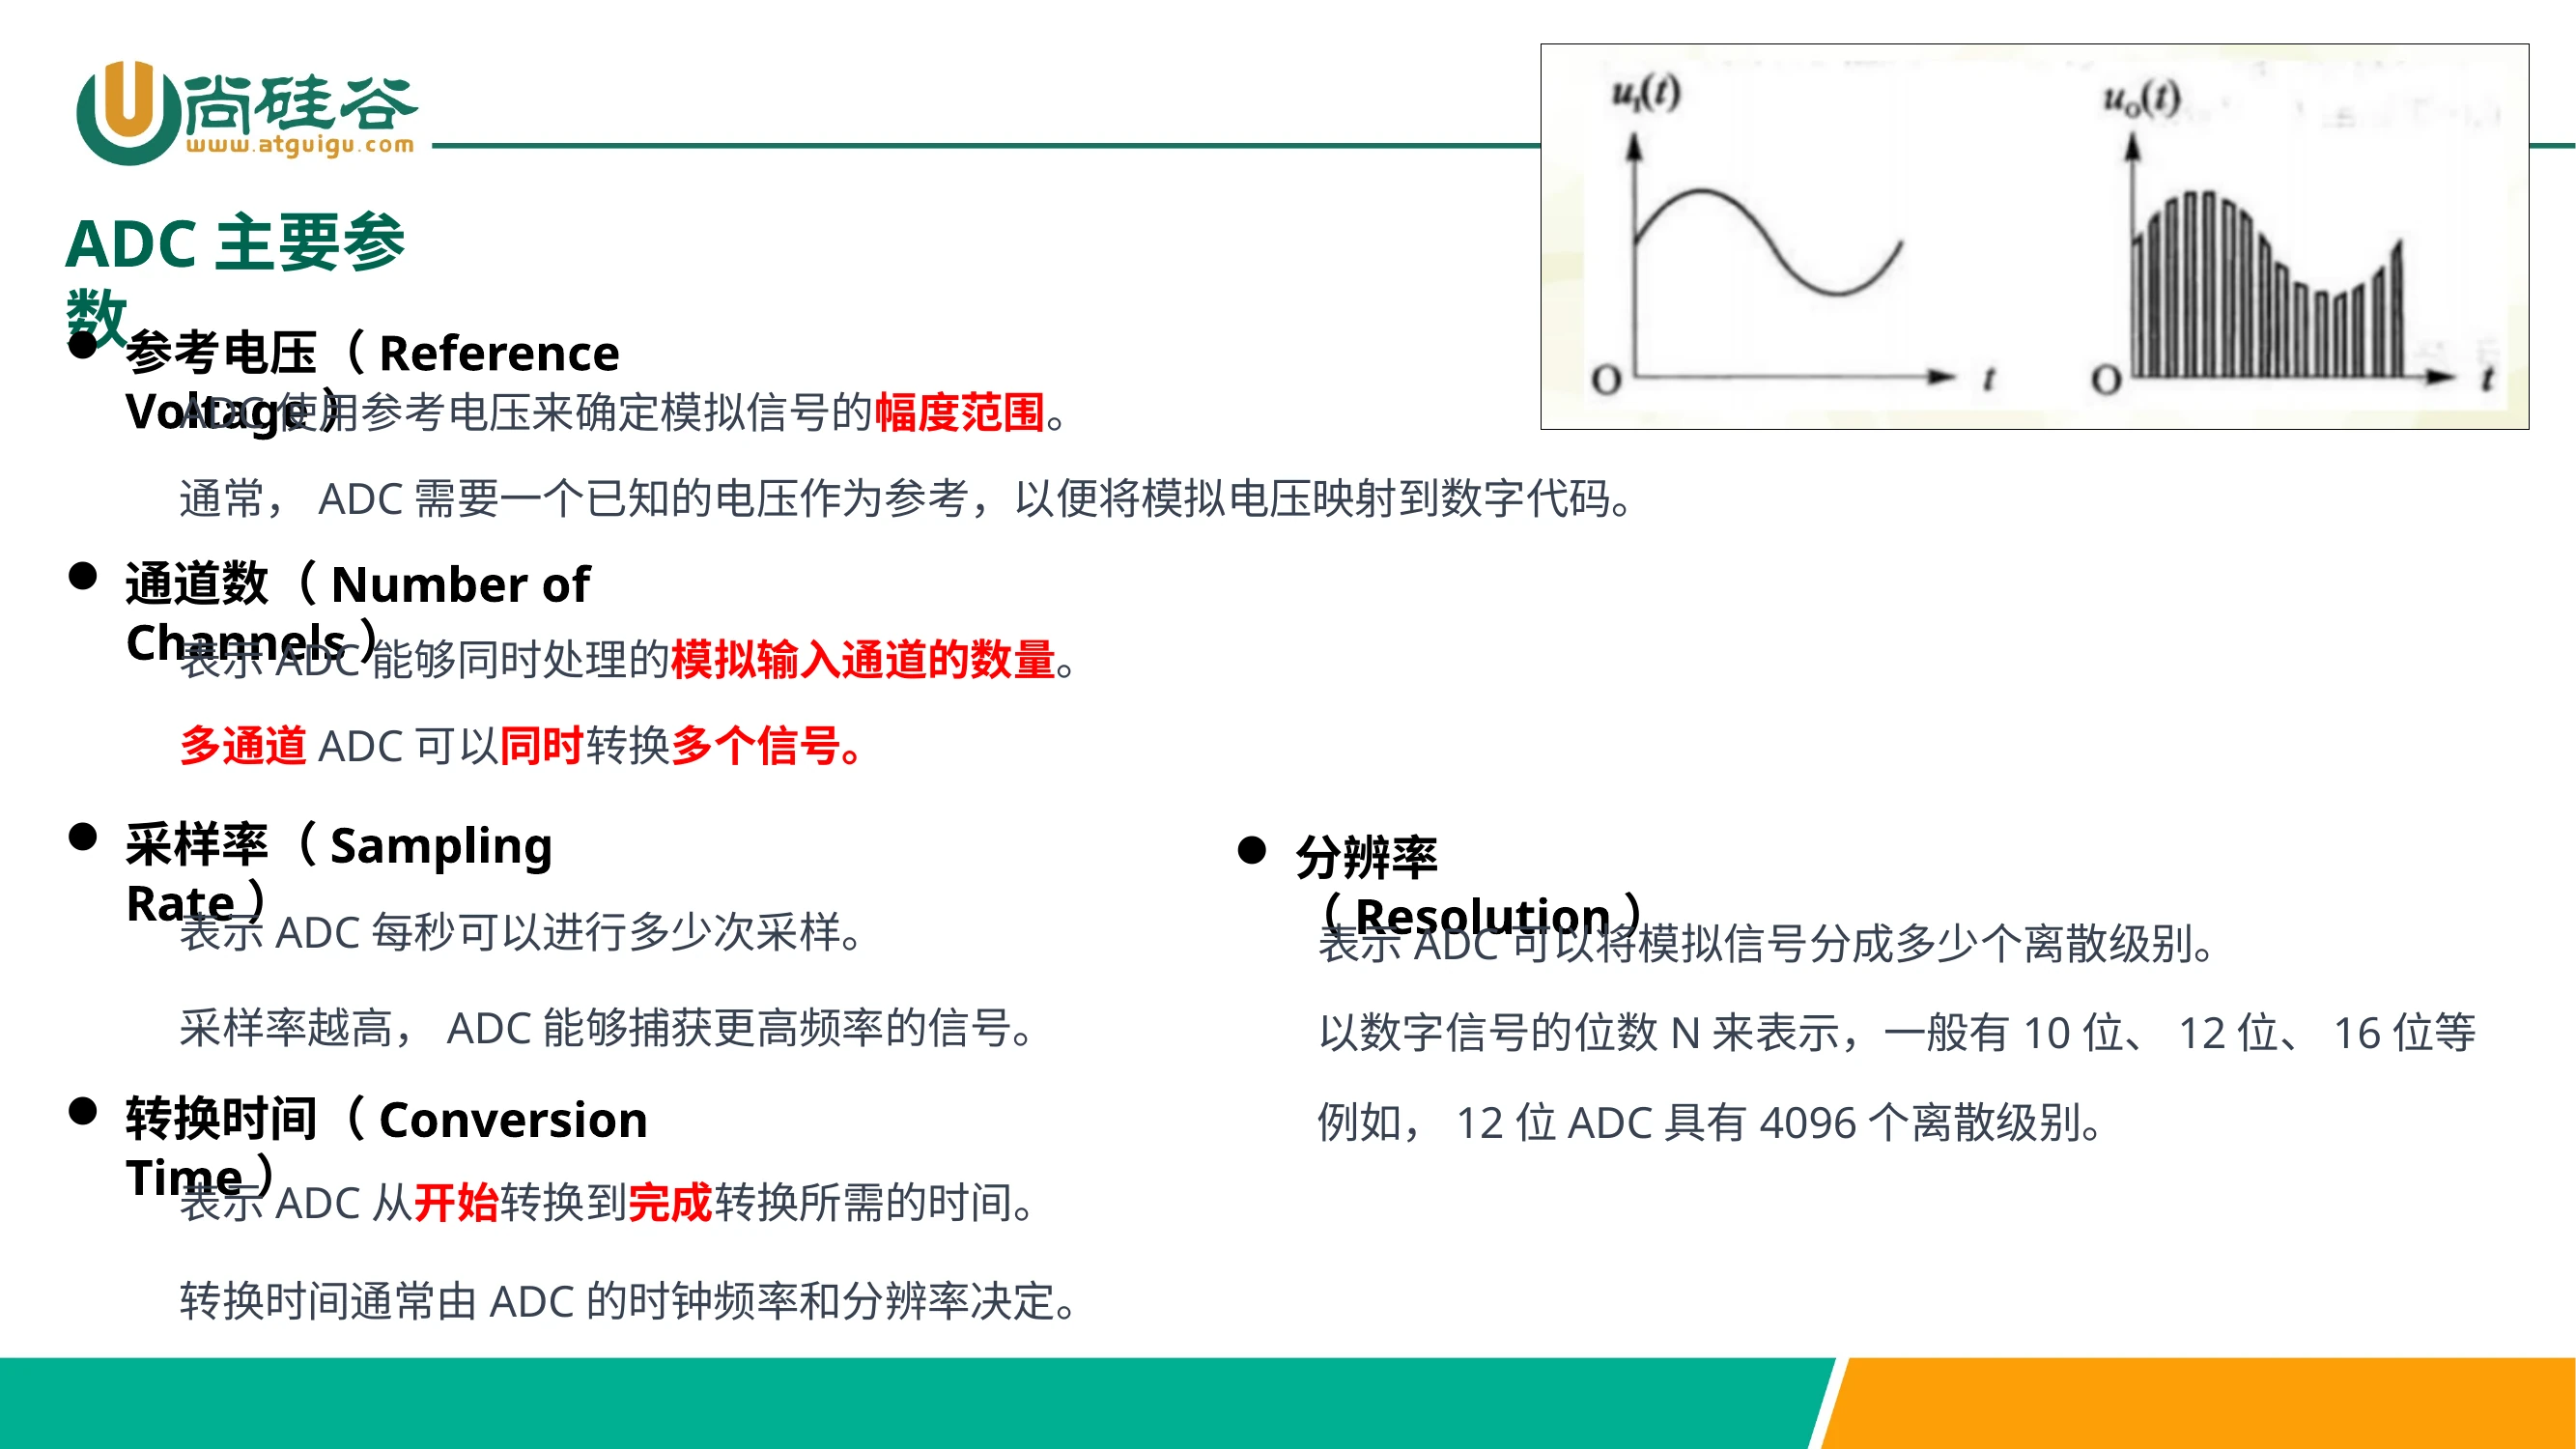 尚硅谷
www.atguigu.com
ADC 主要参
数
u_I(t)
O
t
u_O(t)
O
t
参考电压（ Reference
Voltage ）
ADC 使用参考电压来确定模拟信号的幅度范围。
通常， ADC 需要一个已知的电压作为参考，以便将模拟电压映射到数字代码。
通道数（ Number of
Channels ）
表示 ADC 能够同时处理的模拟输入通道的数量。
多通道 ADC 可以同时转换多个信号。
采样率（ Sampling
Rate ）
表示 ADC 每秒可以进行多少次采样。
采样率越高， ADC 能够捕获更高频率的信号。
转换时间（ Conversion
Time ）
表示 ADC 从开始转换到完成转换所需的时间。
转换时间通常由 ADC 的时钟频率和分辨率决定。
分辨率
（ Resolution ）
表示 ADC 可以将模拟信号分成多少个离散级别。
以数字信号的位数 N 来表示，一般有 10 位、 12 位、 16 位等
例如， 12 位 ADC 具有 4096 个离散级别。